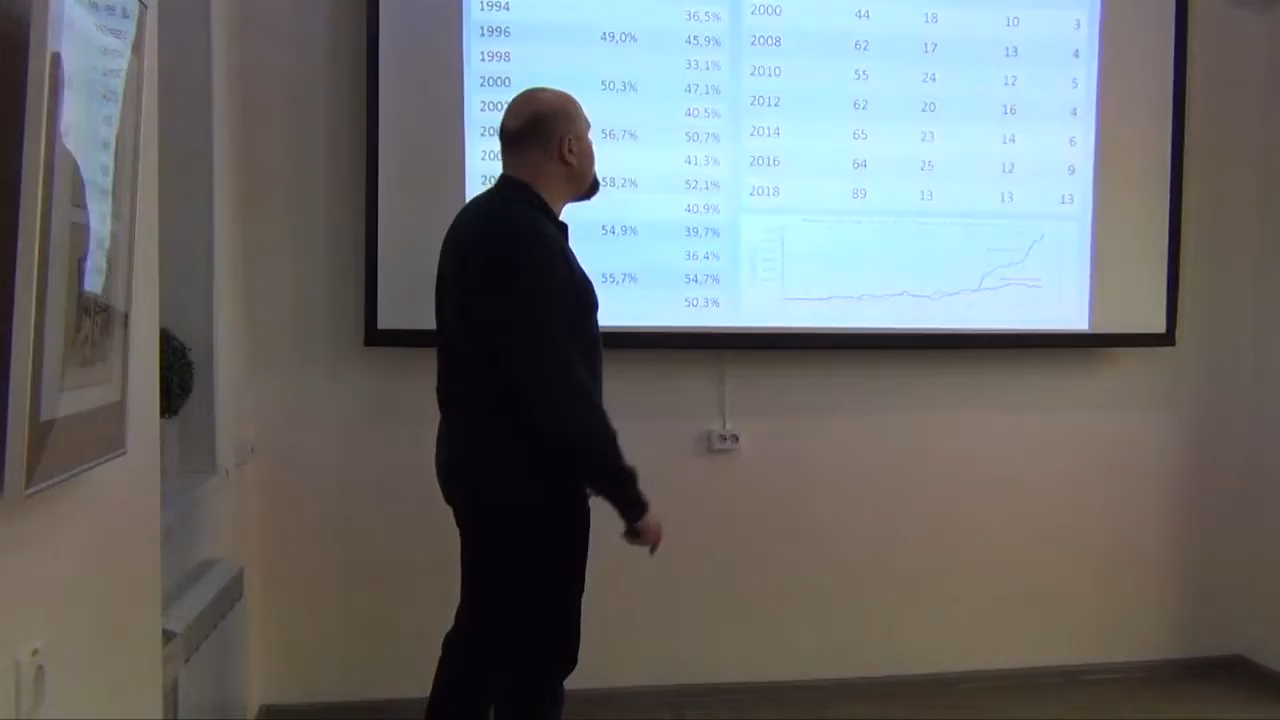 1994
36,5%
1996 49,0% 45,9%
1998
33,1%
2000 50,3% 47,1%
40,5%
56,7% 50,7%
41,3%
58,2% 52,1%
40,9%
54,9% 39,7%
36,4%
55,7% 54,7%
50,3%
2000 44 18 10 3
2008 62 17 13 4
2010 55 24 12 5
2012 62 20 16 4
2014 65 23 14 6
2016 64 25 12 9
2018 89 13 13 13